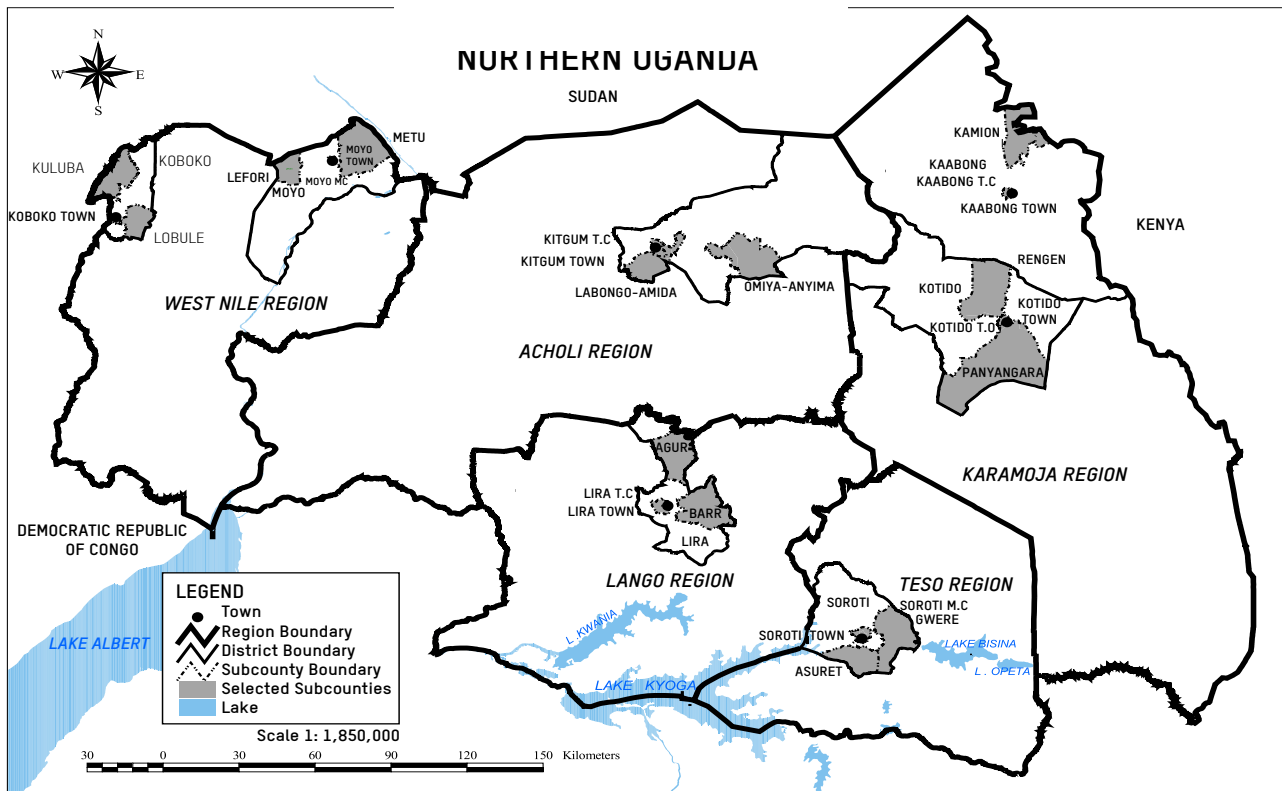 NORTHERN UGANDA
SUDAN
N
W
E
S
METU
MOYO
TOWN
KULUBA
KOBOKO
LEFORI
MOYO
MOYO MC
KOBOKO TOWN
LOBULE
KAMION
KAABONG
KAABONG T.C
KAABONG TOWN
KENYA
KITGUM T.C
KITGUM TOWN
LABONGO-AMIDA
OMIYA-ANYIMA
RENGEN
KOTIDO
KOTIDO
TOWN
KOTIDO T.O
PANYANGARA
WEST NILE REGION
ACHOLI REGION
AGUR
KARAMOJA REGION
LIRA T.C
LIRA TOWN
BARR
LIRA
DEMOCRATIC REPUBLIC
OF CONGO
LANGO REGION
TESO REGION
SOROTI
SOROTI M.C
GWERE
SOROTI TOWN
ASURET
L. KWANIA
LAKE BISINA
L . OPETA
LAKE KYOGA
LAKE ALBERT
LEGEND
Town
Region Boundary
District Boundary
Subcounty Boundary
Selected Subcounties
Lake
Scale 1: 1,850,000
30 0 30 60 90 120 150 Kilometers